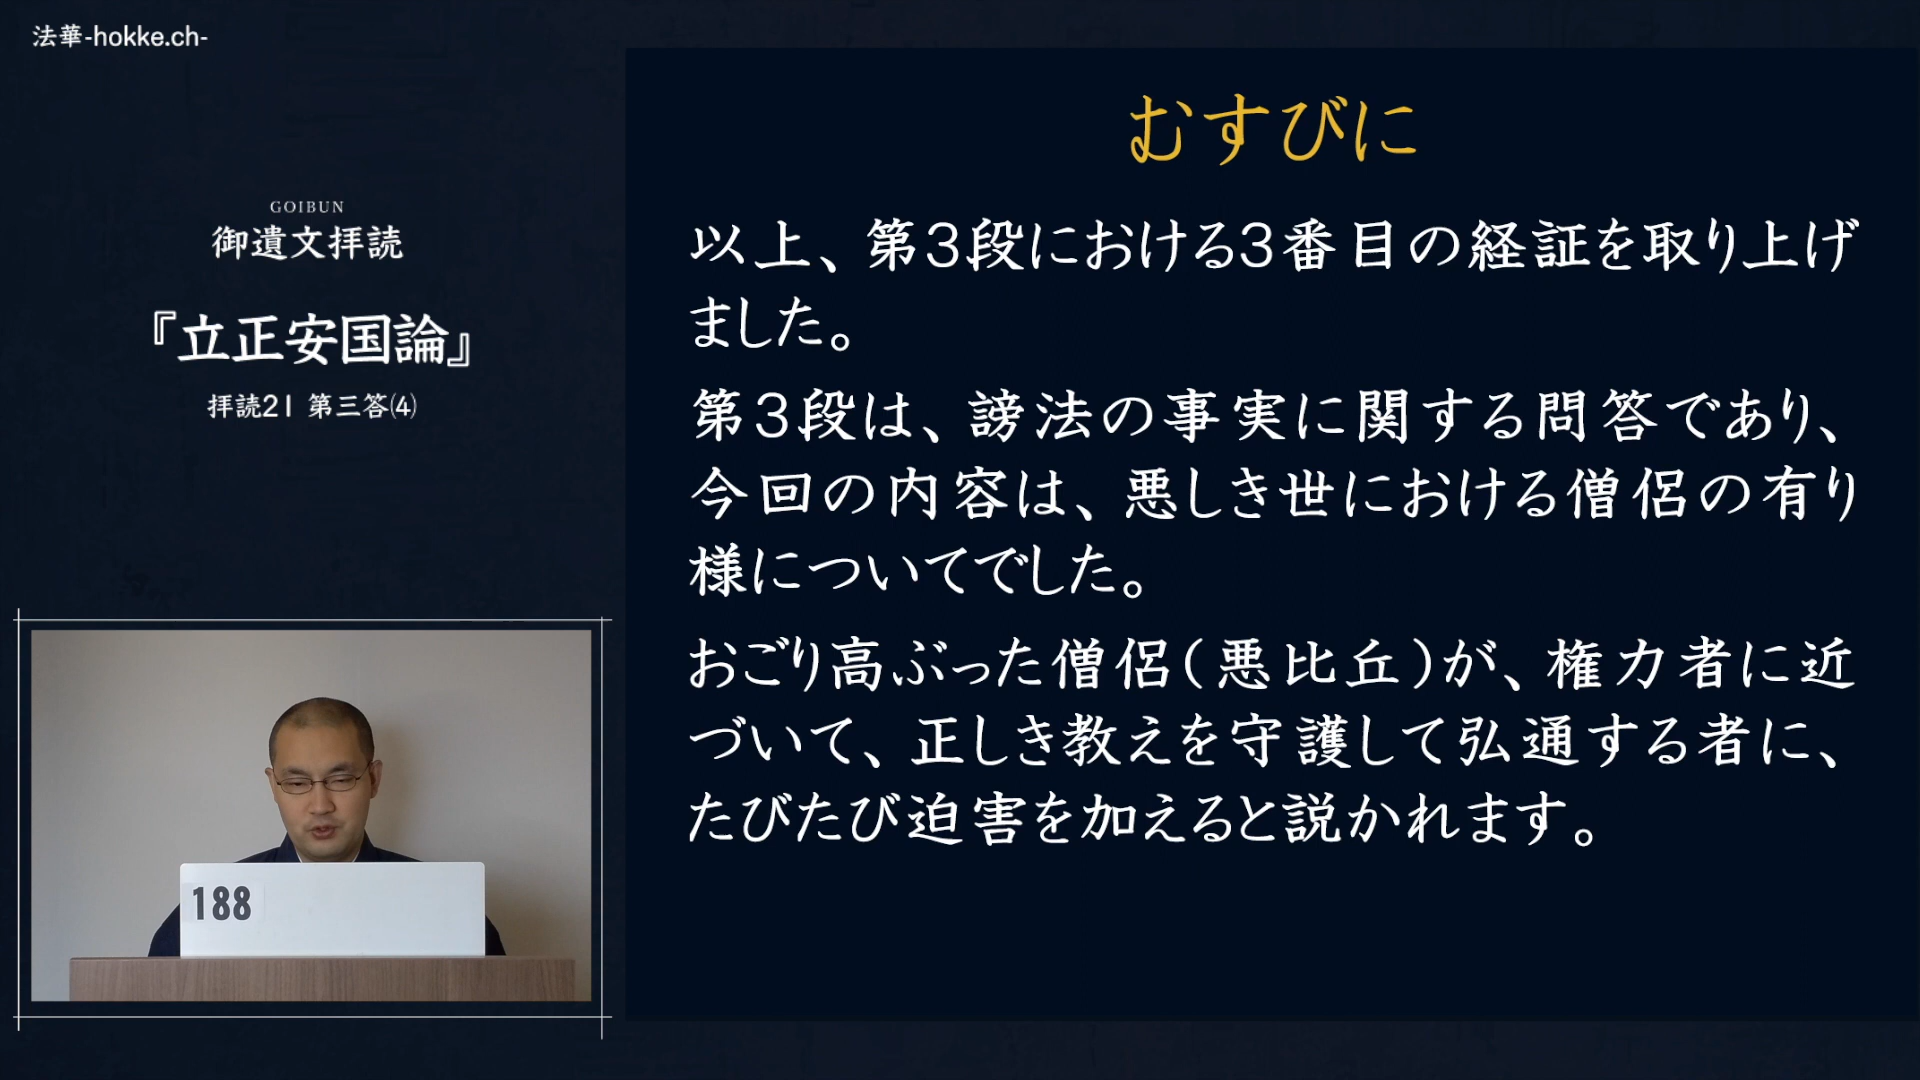 法華-hokke.ch-
GOIBUN
御遺文拝読
『立正安国論』
拝読21 第三答⑷
188
むすびに
以上、第3段における3番目の経証を取り上げ
ました。
第3段は、謗法の事実に関する問答であり、
今回の内容は、悪しき世における僧侶の有り
様についてでした。
おごり高ぶった僧侶(悪比丘)が、権力者に近
づいて、正しき教えを守護して弘通する者に、
たびたび迫害を加えると説かれます。